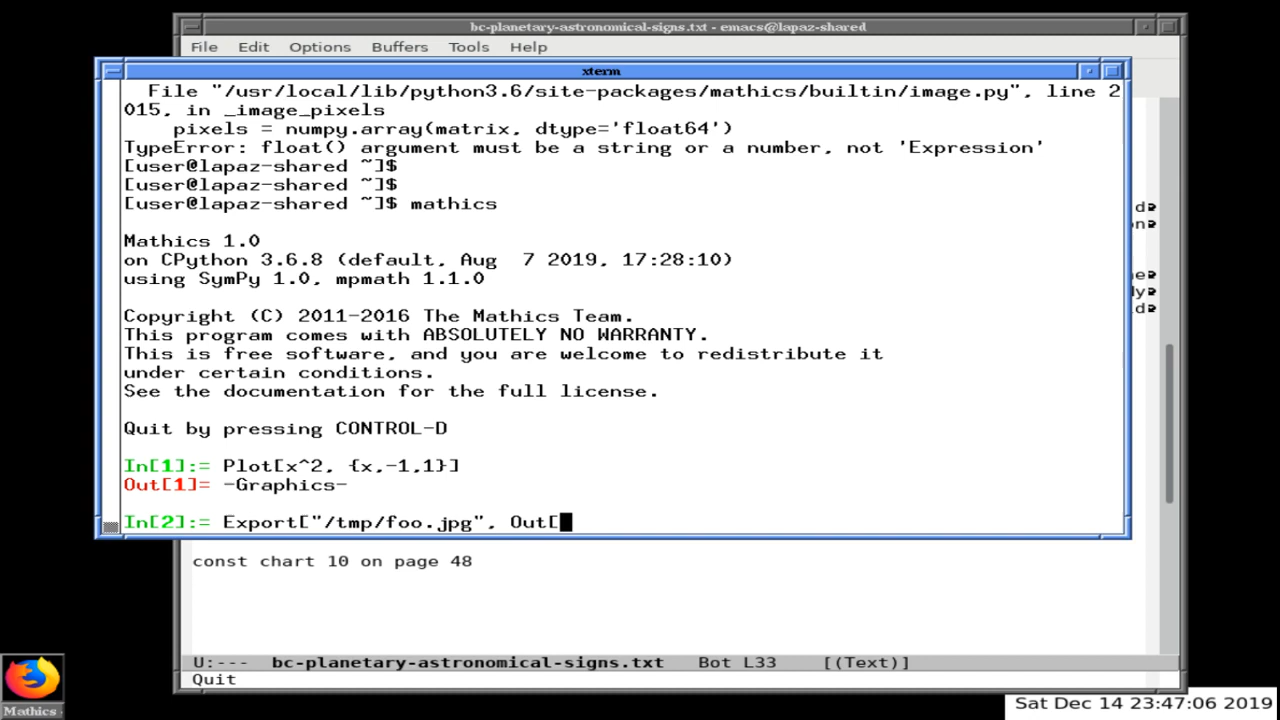 bc-planetary-astronomical-signs.txt - emacs@lapaz-shared
File Edit Options Buffers Tools Help
xterm
File "/usr/local/lib/python3.6/site-packages/mathics/builtin/image.py", line 2
015, in _image_pixels
pixels = numpy.array(matrix, dtype='float64')
TypeError: float() argument must be a string or a number, not 'Expression'
[user@lapaz-shared ~]$
[user@lapaz-shared ~]$
[user@lapaz-shared ~]$ mathics
Mathics 1.0
on CPython 3.6.8 (default, Aug  7 2019, 17:28:10)
using SymPy 1.0, mpmath 1.1.0
Copyright (C) 2011-2016 The Mathics Team.
This program comes with ABSOLUTELY NO WARRANTY.
This is free software, and you are welcome to redistribute it
under certain conditions.
See the documentation for the full license.
Quit by pressing CONTROL-D
In[1]:= Plot[x^2, {x,-1,1}]
Out[1]= -Graphics-
In[2]:= Export["/tmp/foo.jpg", Out[
const chart 10 on page 48
U:--- bc-planetary-astronomical-signs.txt Bot L33 [(Text)]
Quit
Mathics
Sat Dec 14 23:47:06 2019